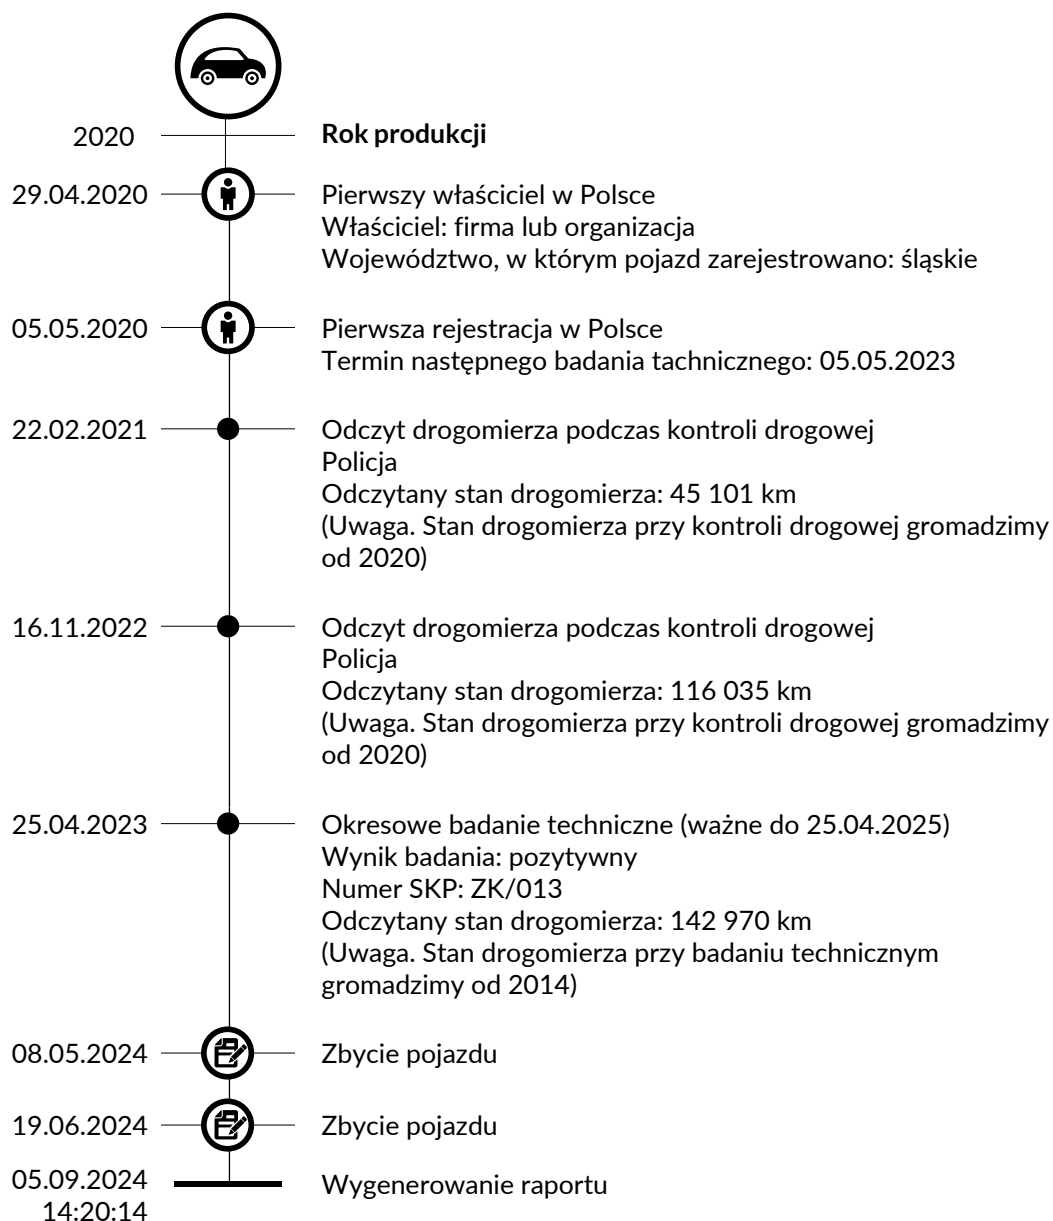 2020 Rok produkcji
29.04.2020 Pierwszy właściciel w Polsce
Właściciel: firma lub organizacja
Województwo, w którym pojazd zarejestrowano: śląskie
05.05.2020 Pierwsza rejestracja w Polsce
Termin następnego badania tachnicznego: 05.05.2023
22.02.2021 Odczyt drogomierza podczas kontroli drogowej
Policja
Odczytany stan drogomierza: 45 101 km
(Uwaga. Stan drogomierza przy kontroli drogowej gromadzimy
od 2020)
16.11.2022 Odczyt drogomierza podczas kontroli drogowej
Policja
Odczytany stan drogomierza: 116 035 km
(Uwaga. Stan drogomierza przy kontroli drogowej gromadzimy
od 2020)
25.04.2023 Okresowe badanie techniczne (ważne do 25.04.2025)
Wynik badania: pozytywny
Numer SKP: ZK/013
Odczytany stan drogomierza: 142 970 km
(Uwaga. Stan drogomierza przy badaniu technicznym
gromadzimy od 2014)
08.05.2024 Zbycie pojazdu
19.06.2024 Zbycie pojazdu
05.09.2024 Wygenerowanie raportu
14:20:14